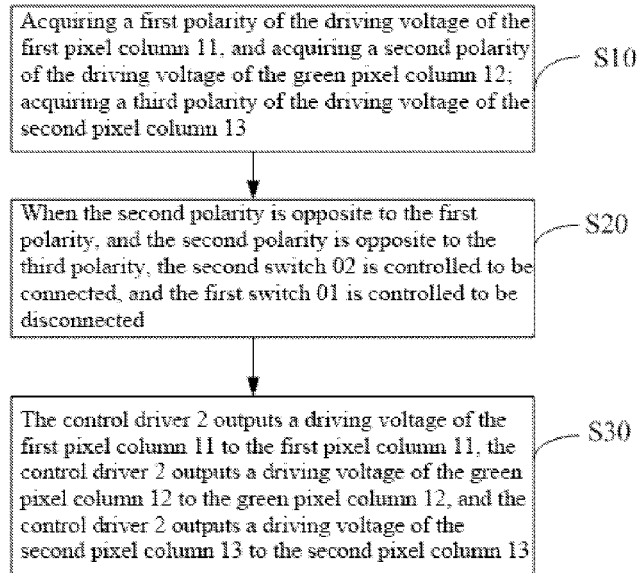 Acquiring a first polarity of the driving voltage of the
first pixel column 11, and acquiring a second polarity
of the driving voltage of the green pixel column 12;
acquiring a third polarity of the driving voltage of the
second pixel column 13
S10
When the second polarity is opposite to the first
polarity, and the second polarity is opposite to the
third polarity, the second switch 02 is controlled to be
connected, and the first switch 01 is controlled to be
disconnected
S20
The control driver 2 outputs a driving voltage of the
first pixel column 11 to the first pixel column 11, the
control driver 2 outputs a driving voltage of the green
pixel column 12 to the green pixel column 12, and the
control driver 2 outputs a driving voltage of the
second pixel column 13 to the second pixel column 13
S30